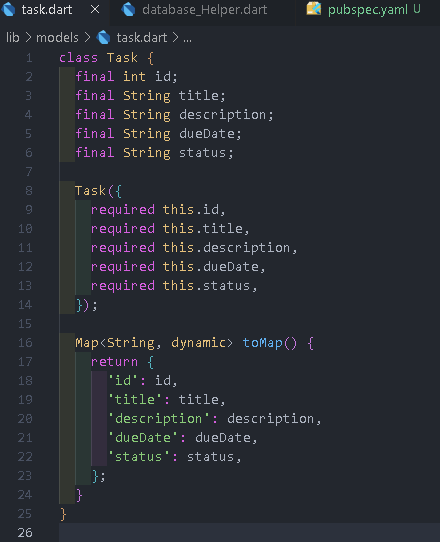 task.dart ×
database_Helper.dart
pubspec.yaml U
lib > models > task.dart > ...
1 class Task {
2   final int id;
3   final String title;
4   final String description;
5   final String dueDate;
6   final String status;
7
8   Task({
9     required this.id,
10     required this.title,
11     required this.description,
12     required this.dueDate,
13     required this.status,
14   });
15
16   Map<String, dynamic> toMap() {
17     return {
18       'id': id,
19       'title': title,
20       'description': description,
21       'dueDate': dueDate,
22       'status': status,
23     };
24   }
25 }
26